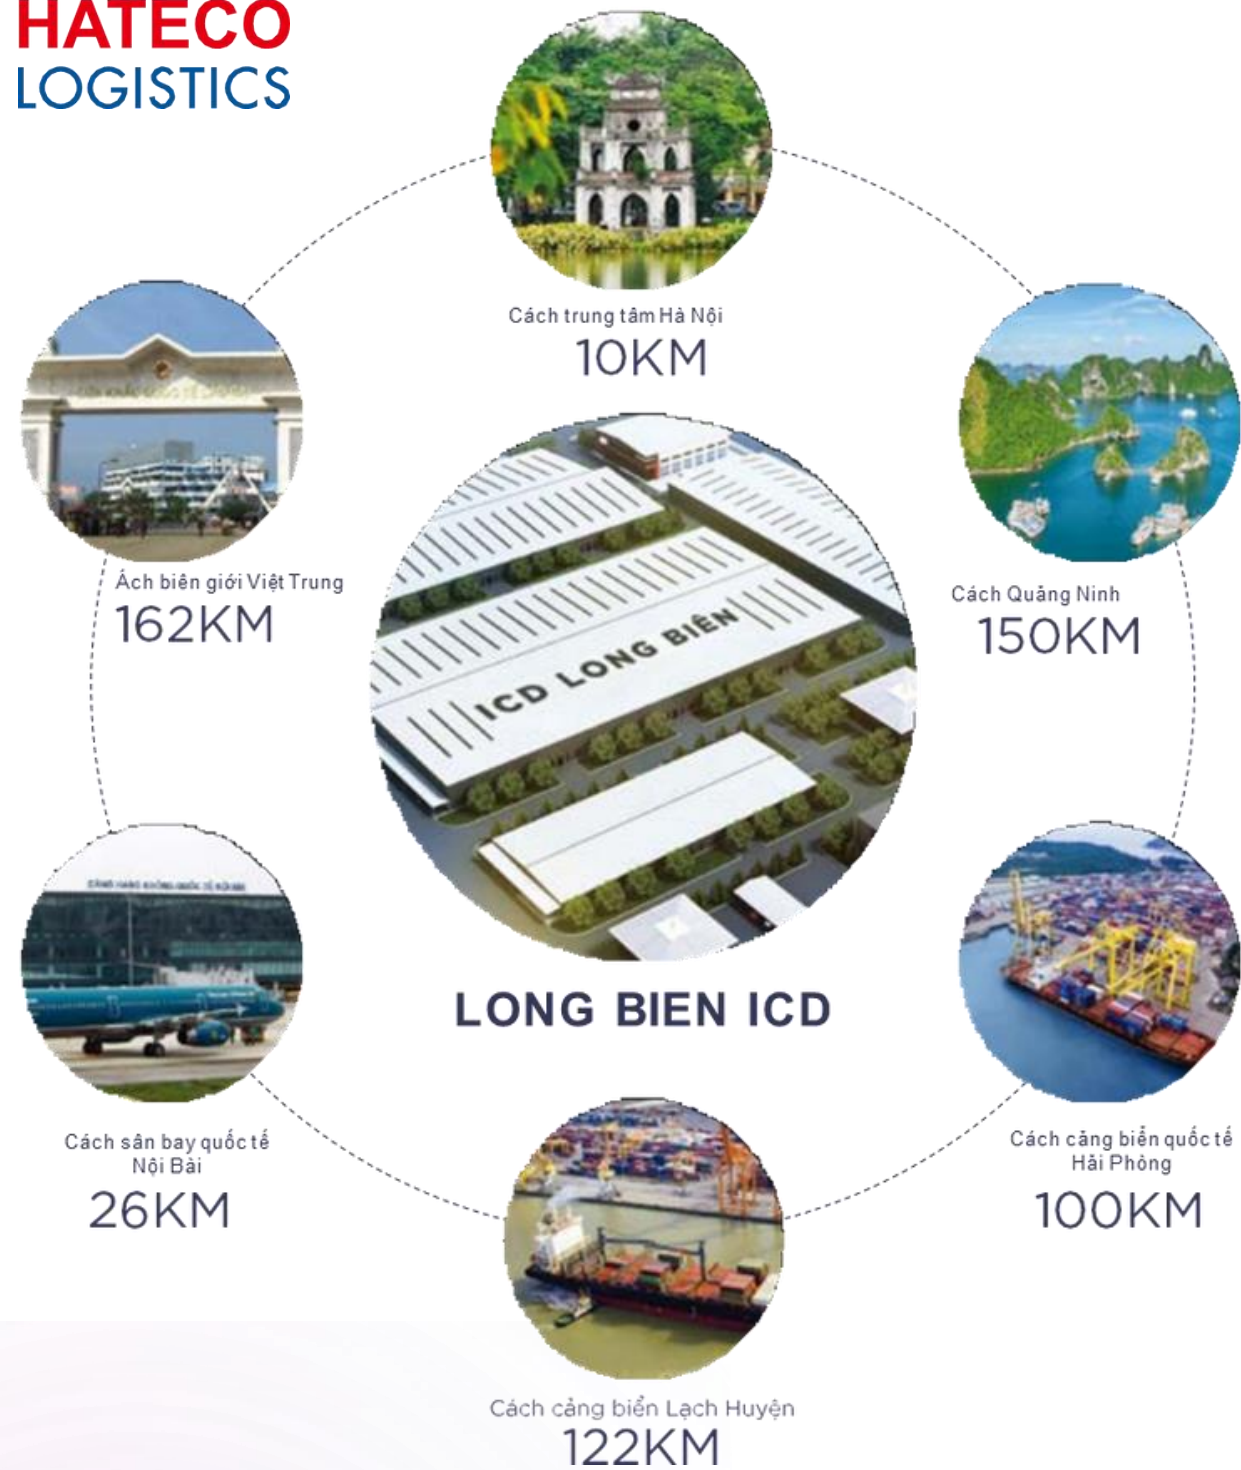 HATECO
LOGISTICS
Cách trung tâm Hà Nội
10KM
Cách Quảng Ninh
150KM
Ách biên giới Việt Trung
162KM
ICD LONG BIÊN
LONG BIEN ICD
Cách sân bay quốc tế
Nội Bài
26KM
Cách cảng biển quốc tế
Hải Phòng
100KM
Cách cảng biển Lạch Huyện
122KM